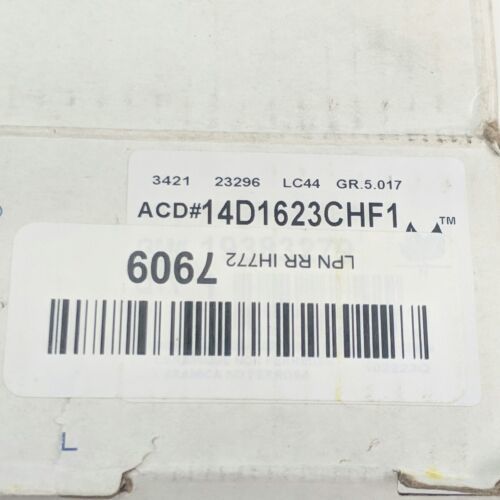 3421 23296 LC44 GR.5.017
ACD#14D1623CHF1 ™
LPN RR IH772
7909
L